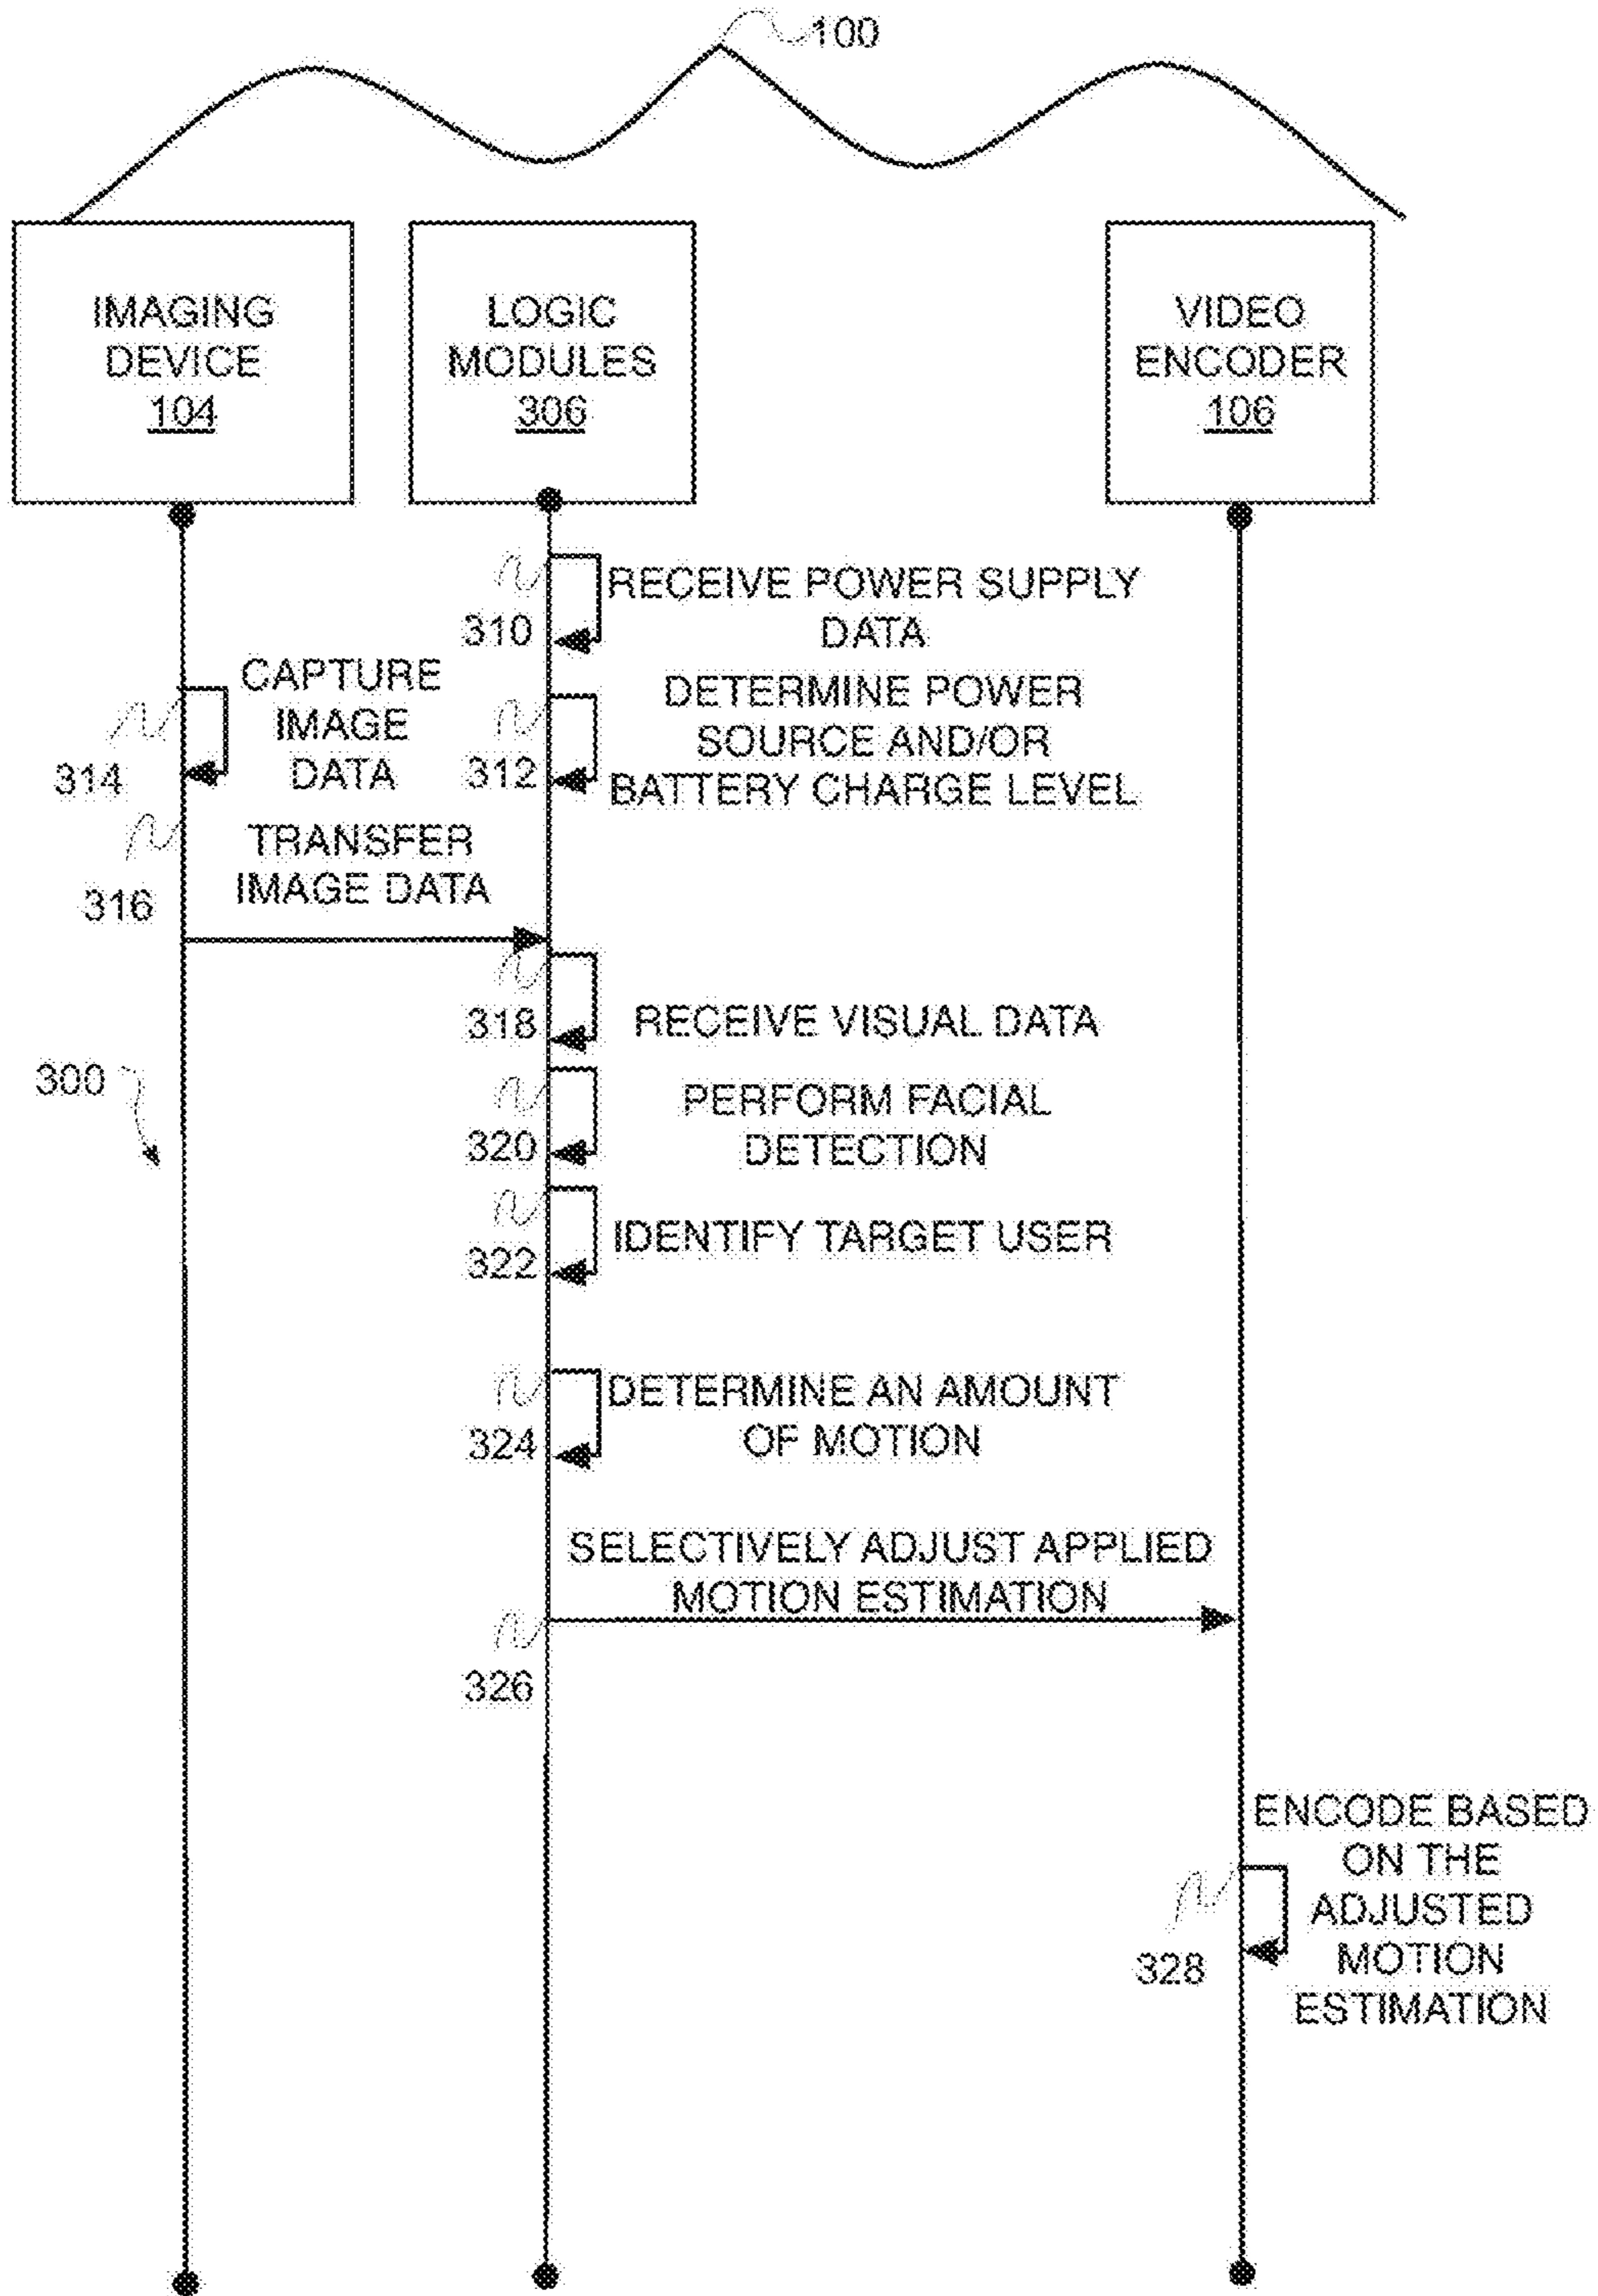 100
IMAGING
DEVICE
104
LOGIC
MODULES
306
VIDEO
ENCODER
106
RECEIVE POWER SUPPLY
DATA
310
CAPTURE
IMAGE
DATA
314
DETERMINE POWER
SOURCE AND/OR
BATTERY CHARGE LEVEL
312
TRANSFER
IMAGE DATA
316
318
RECEIVE VISUAL DATA
300
PERFORM FACIAL
DETECTION
320
IDENTIFY TARGET USER
322
DETERMINE AN AMOUNT
OF MOTION
324
SELECTIVELY ADJUST APPLIED
MOTION ESTIMATION
326
ENCODE BASED
ON THE
ADJUSTED
MOTION
ESTIMATION
328